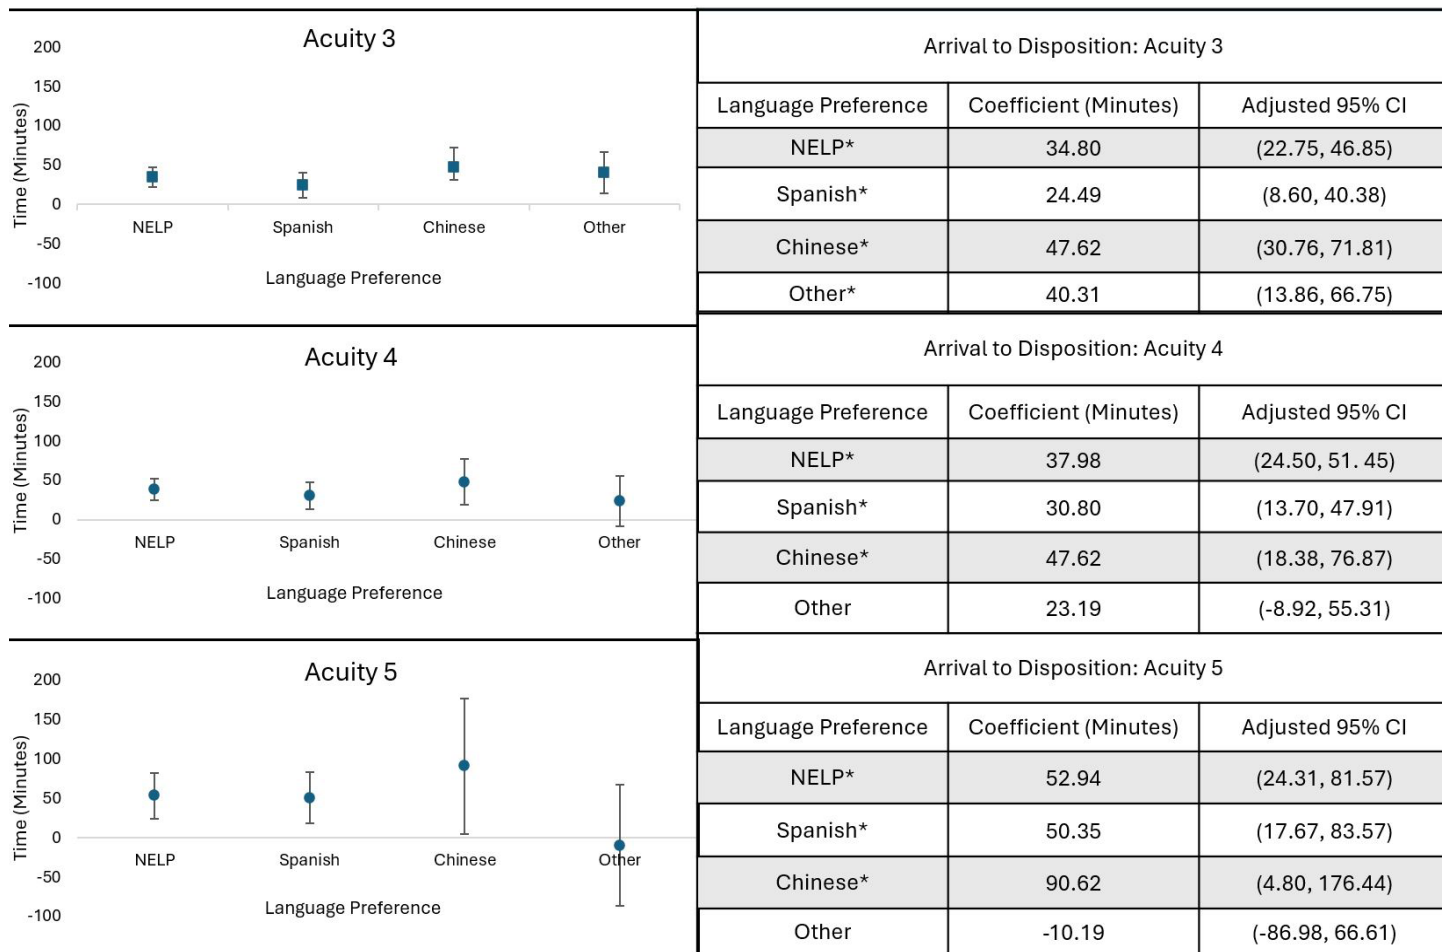 Acuity 3
200
150
100
50
0
-50
-100
Time (Minutes)
NELP Spanish Chinese Other
Language Preference
Arrival to Disposition: Acuity 3
Language Preference Coefficient (Minutes) Adjusted 95% CI
NELP* 34.80 (22.75, 46.85)
Spanish* 24.49 (8.60, 40.38)
Chinese* 47.62 (30.76, 71.81)
Other* 40.31 (13.86, 66.75)
Acuity 4
200
150
100
50
0
-50
-100
Time (Minutes)
NELP Spanish Chinese Other
Language Preference
Arrival to Disposition: Acuity 4
Language Preference Coefficient (Minutes) Adjusted 95% CI
NELP* 37.98 (24.50, 51. 45)
Spanish* 30.80 (13.70, 47.91)
Chinese* 47.62 (18.38, 76.87)
Other 23.19 (-8.92, 55.31)
Acuity 5
200
150
100
50
0
-50
-100
Time (Minutes)
NELP Spanish Chinese Other
Language Preference
Arrival to Disposition: Acuity 5
Language Preference Coefficient (Minutes) Adjusted 95% CI
NELP* 52.94 (24.31, 81.57)
Spanish* 50.35 (17.67, 83.57)
Chinese* 90.62 (4.80, 176.44)
Other -10.19 (-86.98, 66.61)